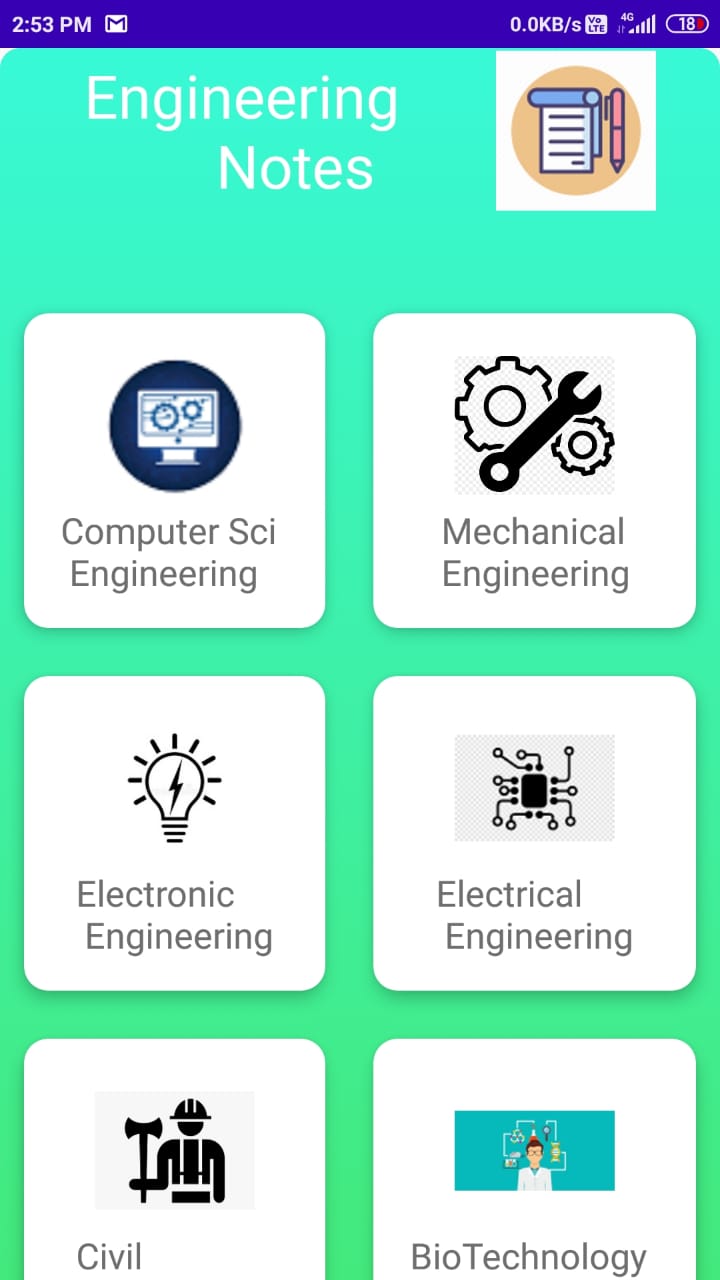 2:53 PM 0.0KB/s Vo LTE 4G 18
Engineering
Notes
Computer Sci
Engineering
Mechanical
Engineering
Electronic
Engineering
Electrical
Engineering
Civil
BioTechnology